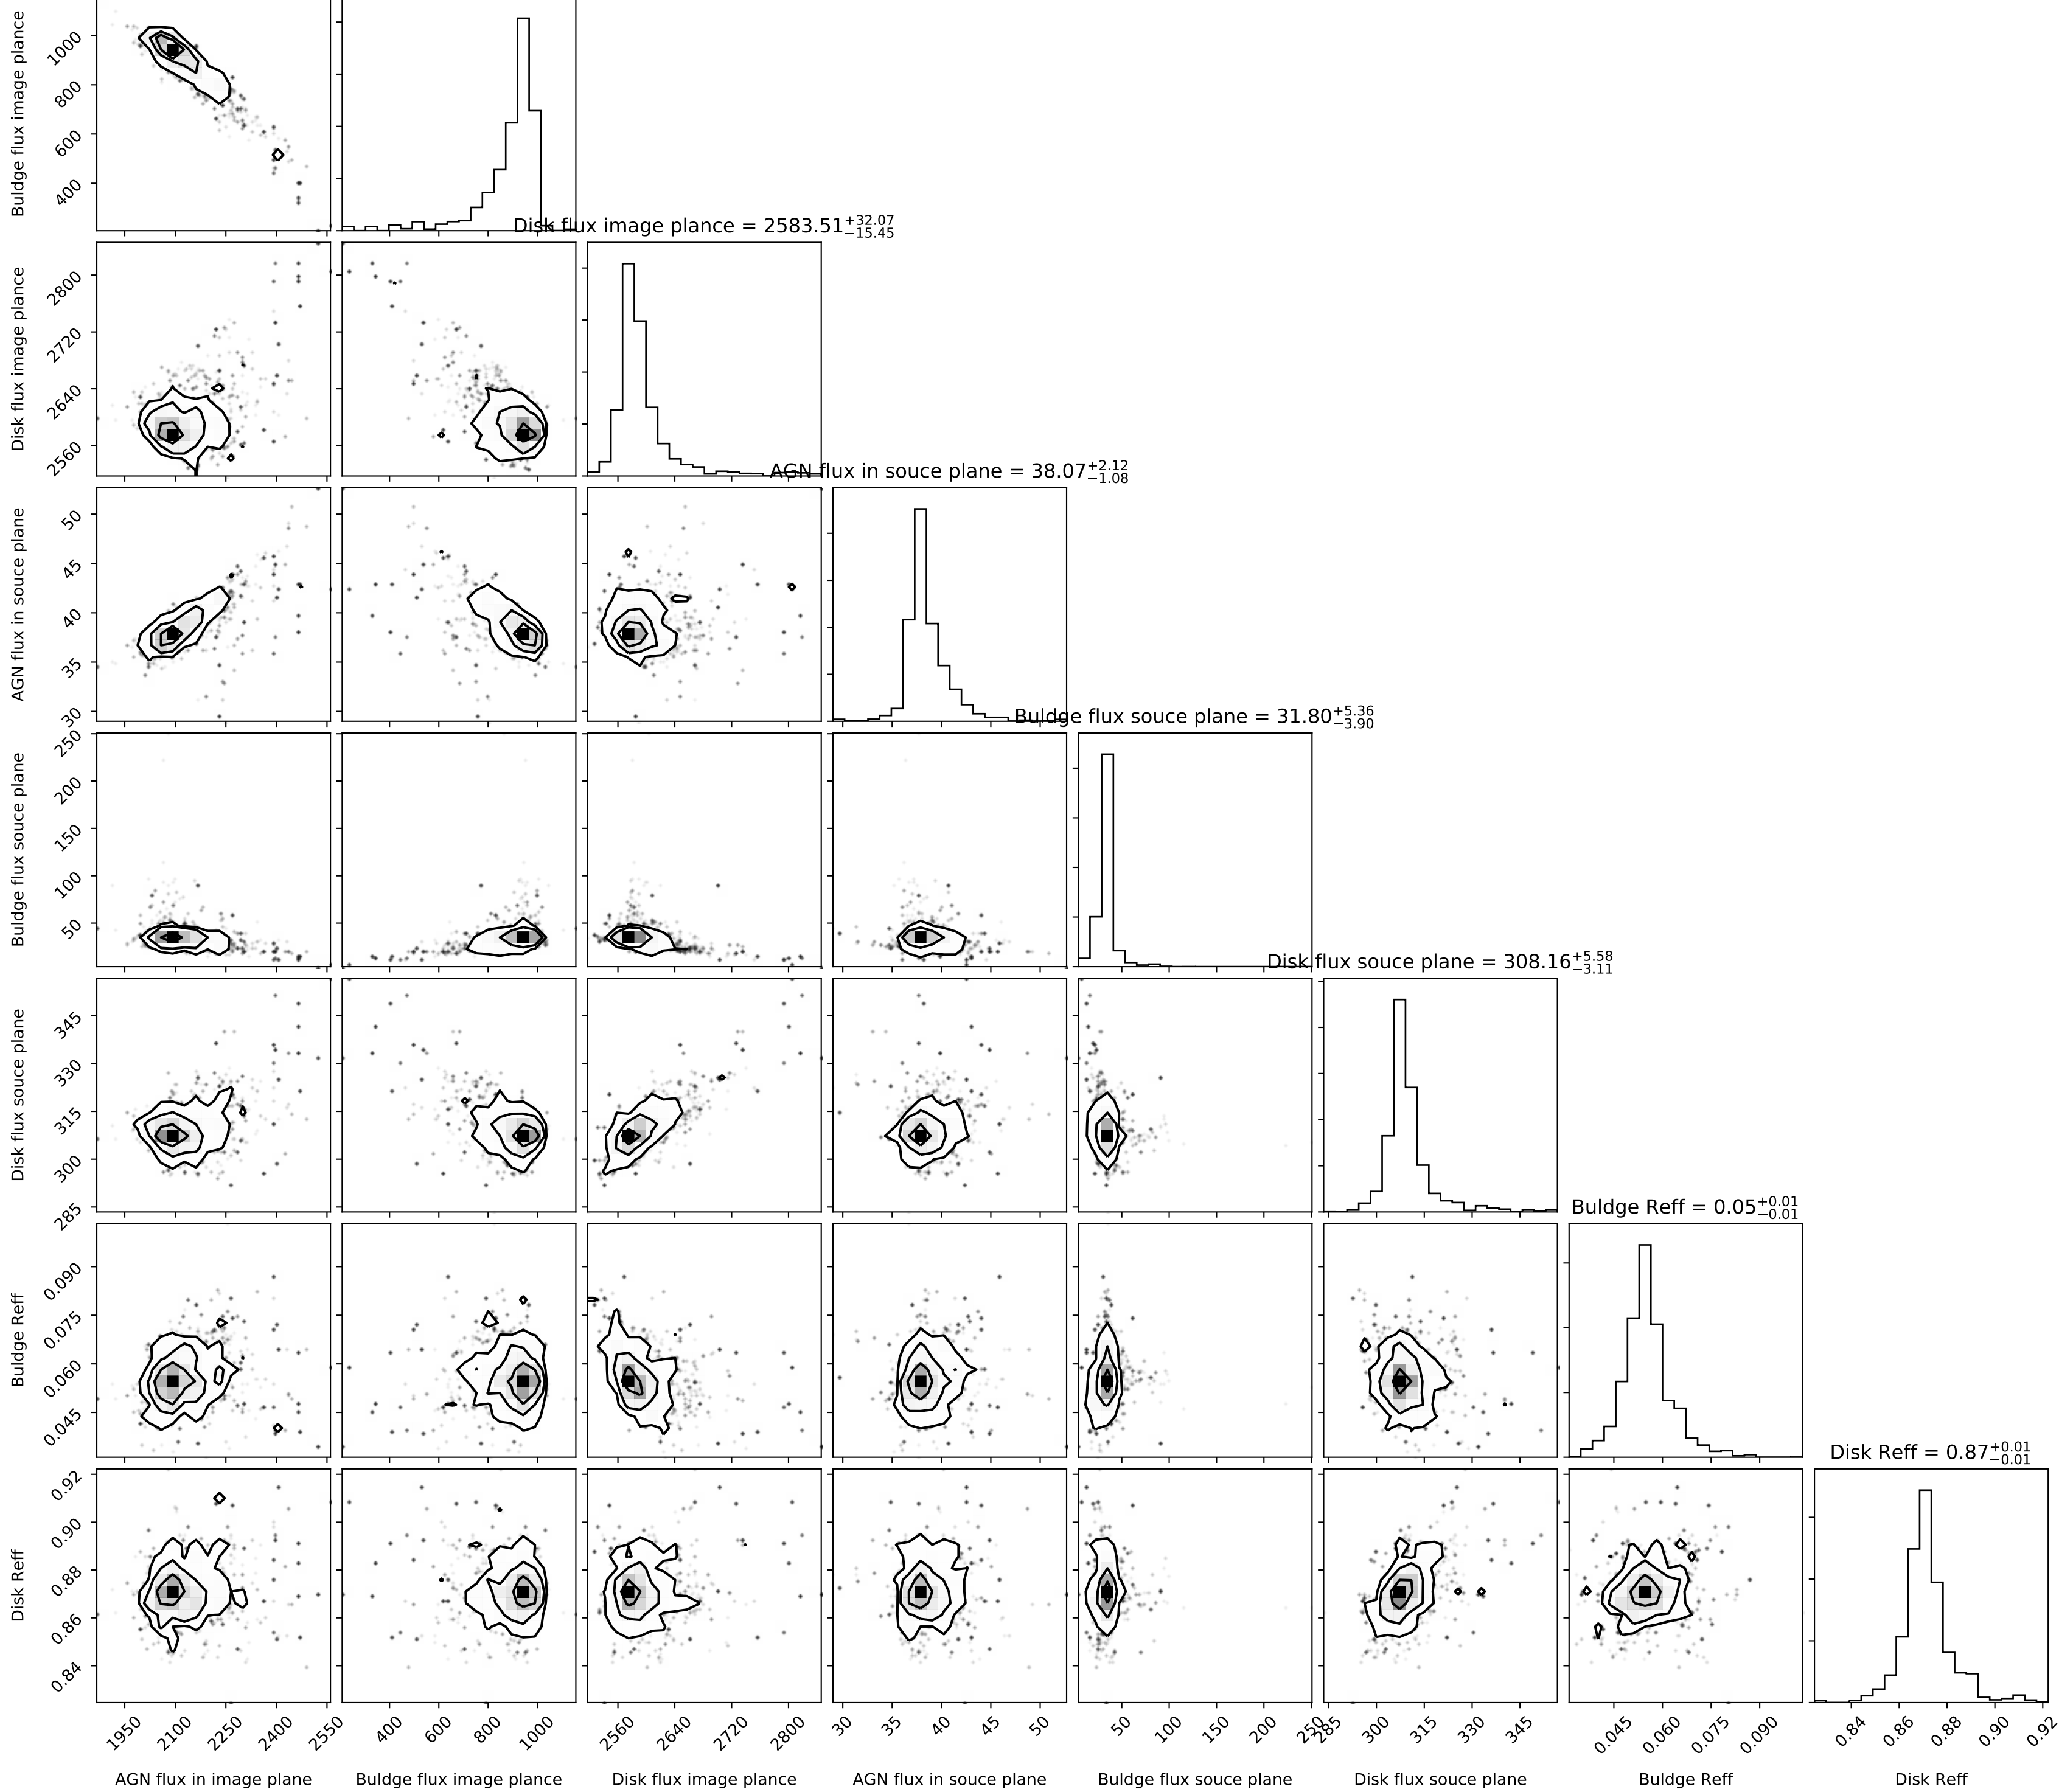 Buldge flux image plance
1000
800
600
400
Disk flux image plance = 2583.51+32.07−15.45
Disk flux image plance
2800
2720
2640
2560
AGN flux in souce plane = 38.07+2.12−1.08
AGN flux in souce plane
50
45
40
35
30
Buldge flux souce plane = 31.80+5.36−3.90
Buldge flux souce plane
250
200
150
100
50
Disk flux souce plane = 308.16+5.58−3.11
Disk flux souce plane
345
330
315
300
285
Buldge Reff = 0.05+0.01−0.01
Buldge Reff
0.090
0.075
0.060
0.045
Disk Reff = 0.87+0.01−0.01
Disk Reff
0.92
0.90
0.88
0.86
0.84
1950 2100 2250 2400 2550 400 600 800 1000 2560 2640 2720 2800 30 35 40 45 50 50 100 150 200 250 285 300 315 330 345 0.045 0.060 0.075 0.090 0.84 0.86 0.88 0.90 0.92
AGN flux in image plane Buldge flux image plance Disk flux image plance AGN flux in souce plane Buldge flux souce plane Disk flux souce plane Buldge Reff Disk Reff